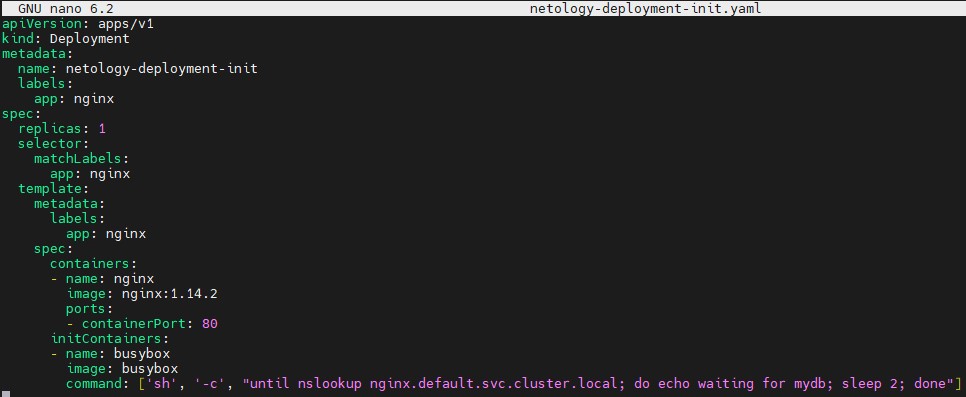 GNU nano 6.2 netology-deployment-init.yaml
apiVersion: apps/v1
kind: Deployment
metadata:
  name: netology-deployment-init
  labels:
    app: nginx
spec:
  replicas: 1
  selector:
    matchLabels:
      app: nginx
  template:
    metadata:
      labels:
        app: nginx
    spec:
      containers:
      - name: nginx
        image: nginx:1.14.2
        ports:
        - containerPort: 80
      initContainers:
      - name: busybox
        image: busybox
        command: ['sh', '-c', "until nslookup nginx.default.svc.cluster.local; do echo waiting for mydb; sleep 2; done"]